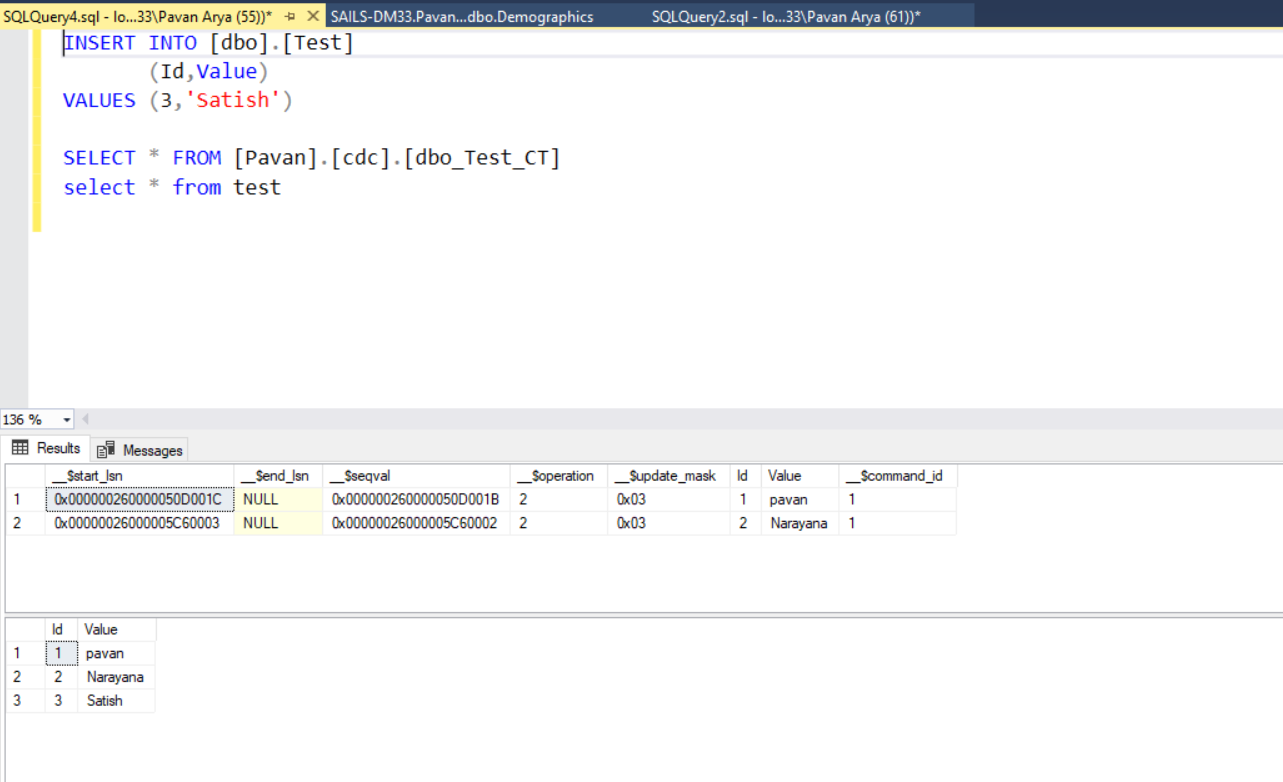 SQLQuery4.sql - lo...33\Pavan Arya (55))* SAILS-DM33.Pavan...dbo.Demographics SQLQuery2.sql - lo...33\Pavan Arya (61))*
INSERT INTO [dbo].[Test]
(Id,Value)
VALUES (3,'Satish')
SELECT * FROM [Pavan].[cdc].[dbo_Test_CT]
select * from test
136 %
Results Messages
__$start_lsn __$end_lsn __$seqval __$operation __$update_mask Id Value __$command_id
1 0x000000260000050D001C NULL 0x000000260000050D001B 2 0x03 1 pavan 1
2 0x00000026000005C60003 NULL 0x00000026000005C60002 2 0x03 2 Narayana 1
Id Value
1 1 pavan
2 2 Narayana
3 3 Satish